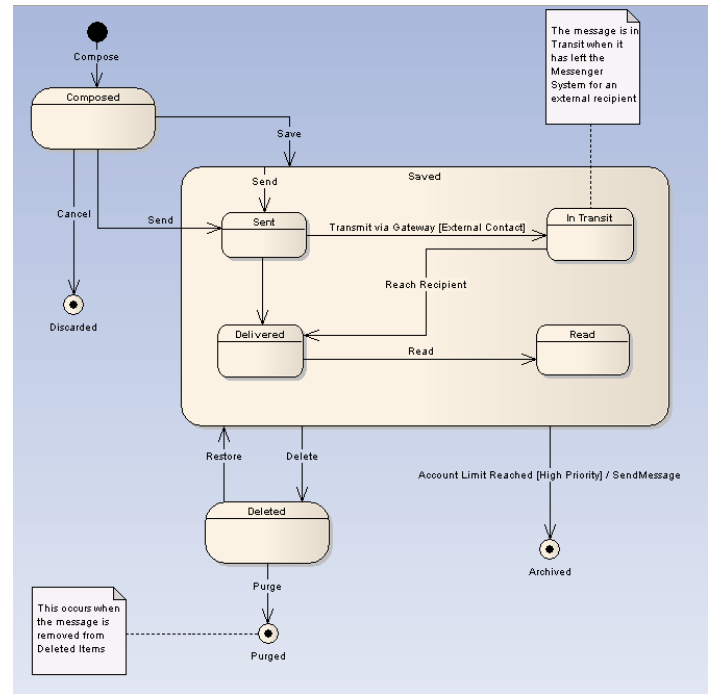 The message is in
Transit when it
has left the
Messenger
System for an
external recipient
Compose
Composed
Save
Saved
Send
Cancel
Send
Sent
Transmit via Gateway [External Contact]
In Transit
Reach Recipient
Discarded
Delivered
Read
Read
Restore
Delete
Account Limit Reached [High Priority] / SendMessage
Deleted
Archived
Purge
This occurs when
the message is
removed from
Deleted Items
Purged